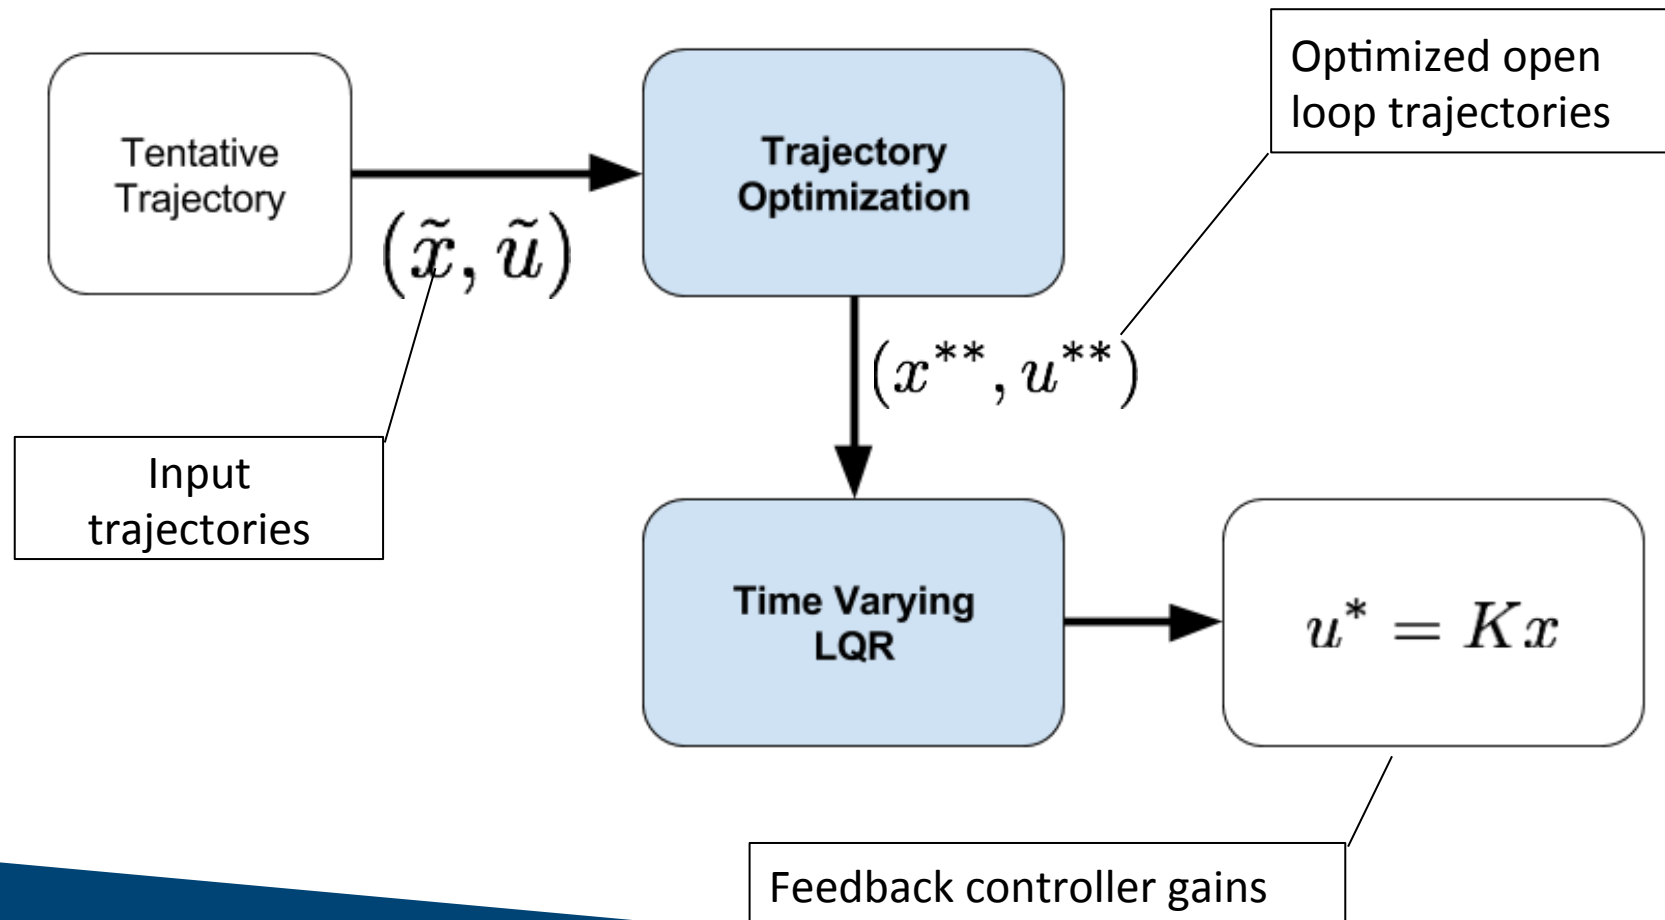 Tentative
Trajectory
(x̃, ũ)
Trajectory
Optimization
Optimized open
loop trajectories
(x**, u**)
Input
trajectories
Time Varying
LQR
u* = Kx
Feedback controller gains